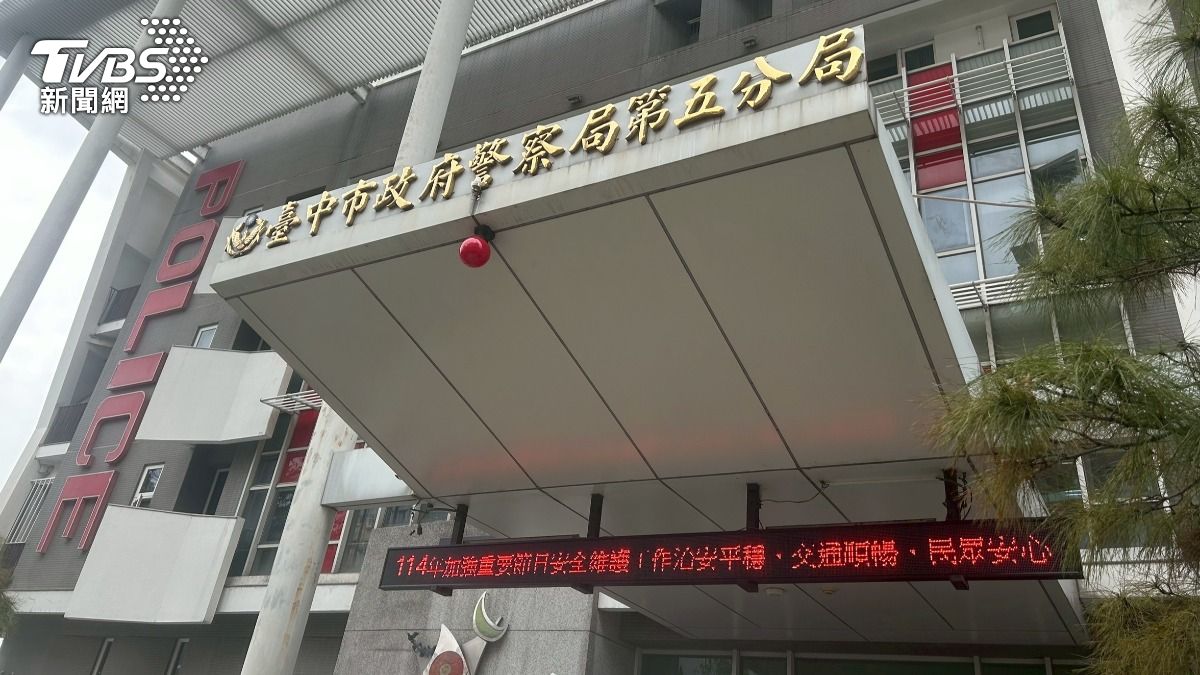 TVBS
新聞網
臺中市政府警察局第五分局
POLICE
114年加強重要節日安全維護工作治安平穩、交通順暢、民眾安心